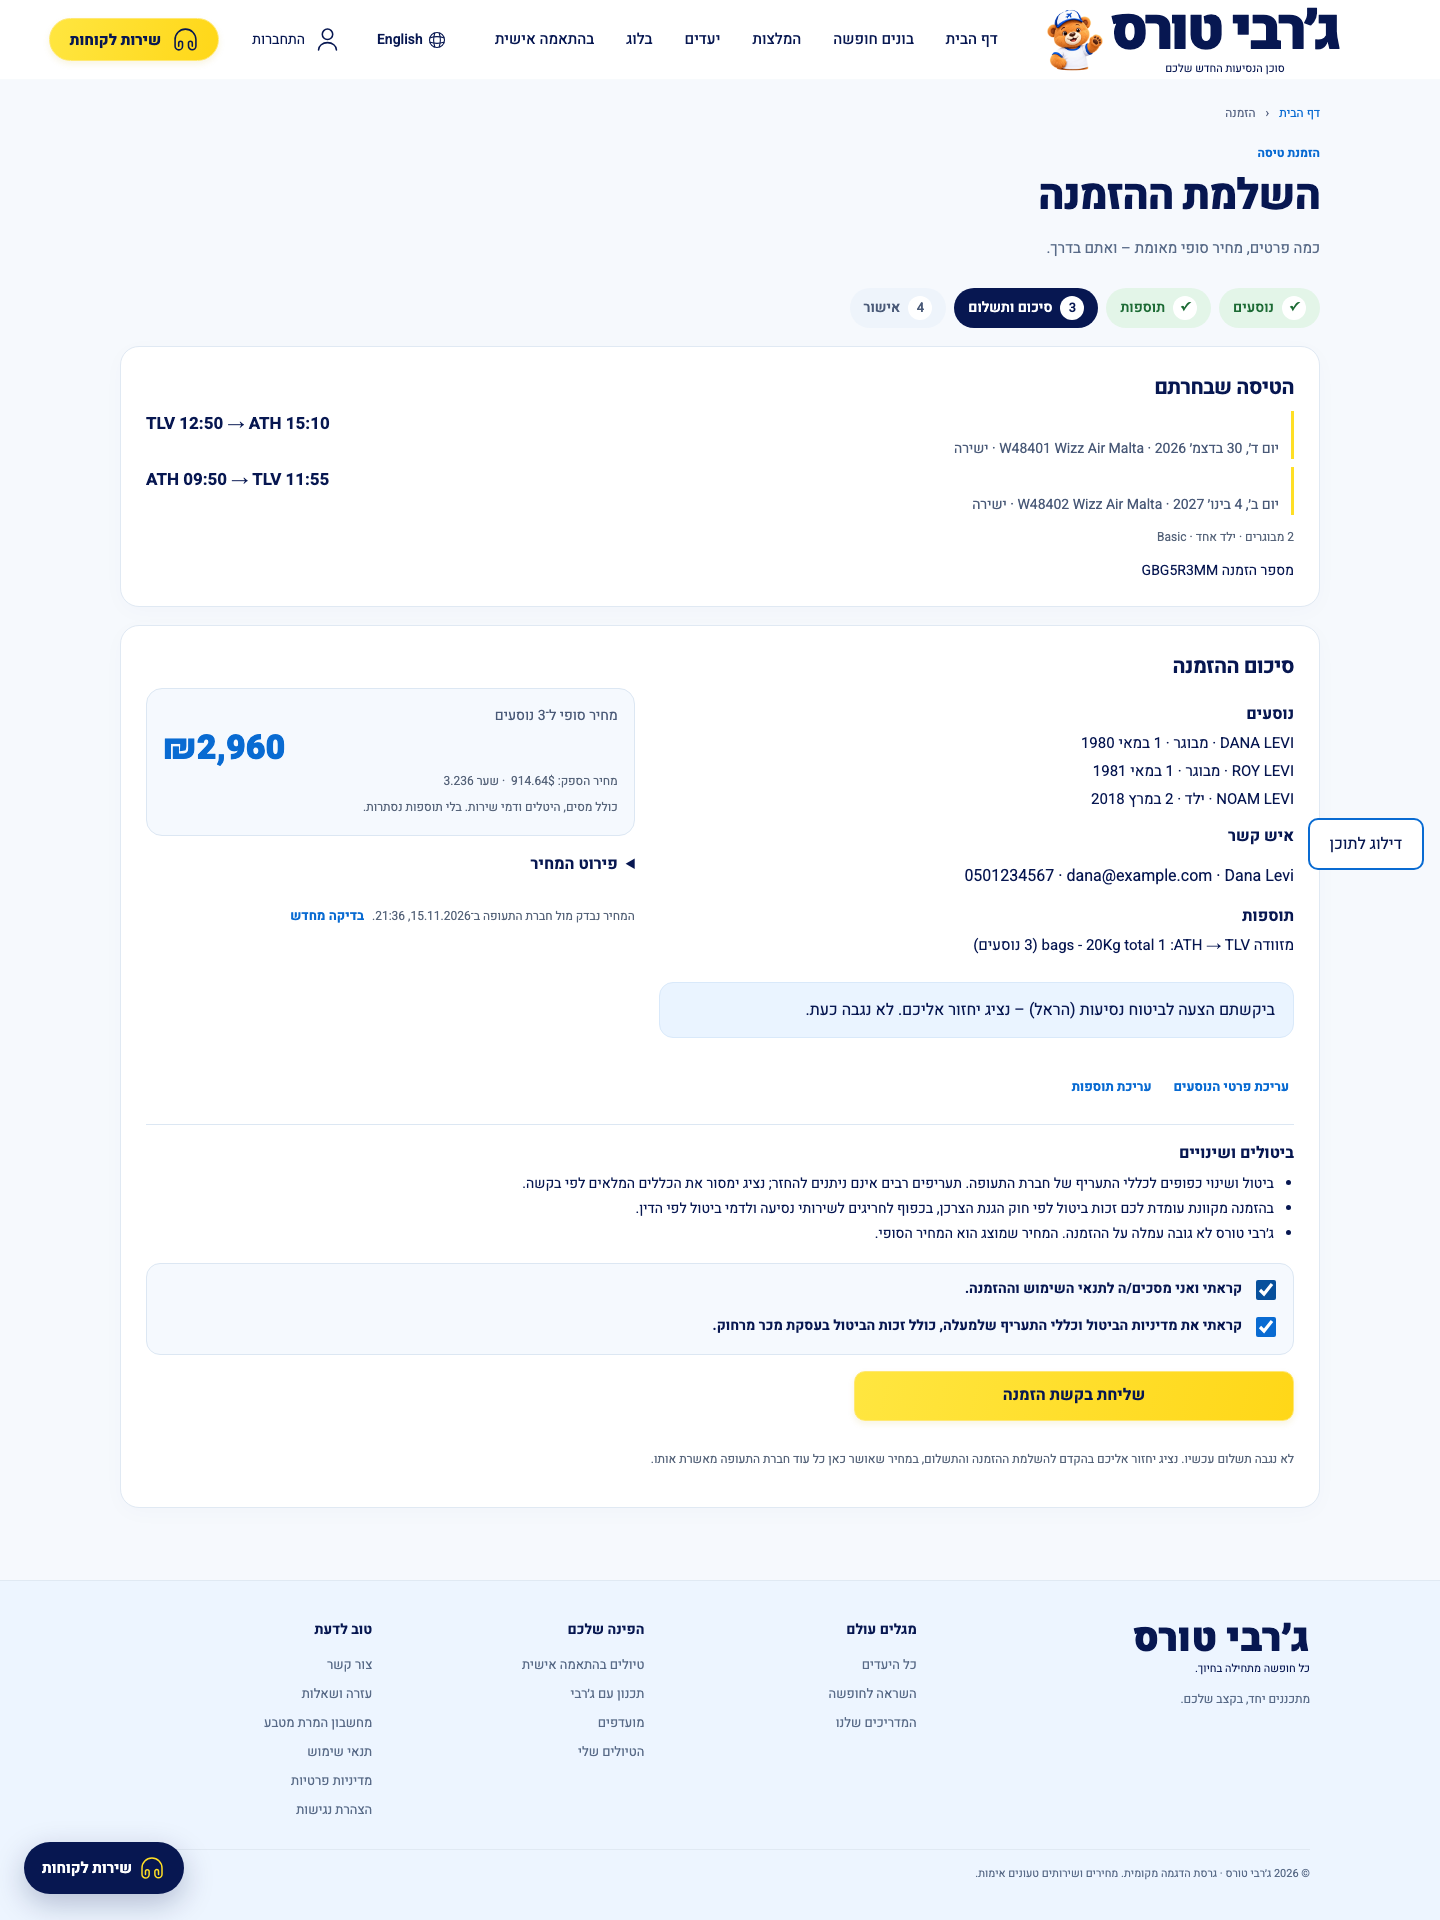 ג׳רבי טורס
סוכן הנסיעות החדש שלכם
דף הבית
בונים חופשה
המלצות
יעדים
בלוג
בהתאמה אישית
English
התחברות
שירות לקוחות
דף הבית › הזמנה
הזמנת טיסה
השלמת ההזמנה
כמה פרטים, מחיר סופי מאומת – ואתם בדרך.
✓ נוסעים
✓ תוספות
3 סיכום ותשלום
4 אישור
הטיסה שבחרתם
TLV 12:50 → ATH 15:10
יום ד׳, 30 בדצמ׳ 2026 · W48401 Wizz Air Malta · ישירה
ATH 09:50 → TLV 11:55
יום ב׳, 4 בינו׳ 2027 · W48402 Wizz Air Malta · ישירה
2 מבוגרים · ילד אחד · Basic
מספר הזמנה GBG5R3MM
סיכום ההזמנה
נוסעים
DANA LEVI · מבוגר · 1 במאי 1980
ROY LEVI · מבוגר · 1 במאי 1981
NOAM LEVI · ילד · 2 במרץ 2018
איש קשר
Dana Levi · dana@example.com · 0501234567
תוספות
מזוודה ATH → TLV: 1 bags - 20Kg total (3 נוסעים)
ביקשתם הצעה לביטוח נסיעות (הראל) – נציג יחזור אליכם. לא נגבה כעת.
מחיר סופי ל־3 נוסעים
₪2,960
מחיר הספק: 914.64$ · שער 3.236
כולל מסים, היטלים ודמי שירות. בלי תוספות נסתרות.
פירוט המחיר
המחיר נבדק מול חברת התעופה ב־15.11.2026, 21:36. בדיקה מחדש
דילוג לתוכן
עריכת פרטי הנוסעים
עריכת תוספות
ביטולים ושינויים
• ביטול ושינוי כפופים לכללי התעריף של חברת התעופה. תעריפים רבים אינם ניתנים להחזר; נציג ימסור את הכללים המלאים לפי בקשה.
• בהזמנה מקוונת עומדת לכם זכות ביטול לפי חוק הגנת הצרכן, בכפוף לחריגים לשירותי נסיעה ולדמי ביטול לפי הדין.
• ג׳רבי טורס לא גובה עמלה על ההזמנה. המחיר שמוצג הוא המחיר הסופי.
קראתי ואני מסכים/ה לתנאי השימוש וההזמנה.
קראתי את מדיניות הביטול וכללי התעריף שלמעלה, כולל זכות הביטול בעסקת מכר מרחוק.
שליחת בקשת הזמנה
לא נגבה תשלום עכשיו. נציג יחזור אליכם בהקדם להשלמת ההזמנה והתשלום, במחיר שאושר כאן כל עוד חברת התעופה מאשרת אותו.
ג׳רבי טורס
כל חופשה מתחילה בחיוך.
מתכננים יחד, בקצב שלכם.
מגלים עולם
כל היעדים
השראה לחופשה
המדריכים שלנו
הפינה שלכם
טיולים בהתאמה אישית
תכנון עם ג׳רבי
מועדפים
הטיולים שלי
טוב לדעת
צור קשר
עזרה ושאלות
מחשבון המרת מטבע
תנאי שימוש
מדיניות פרטיות
הצהרת נגישות
© 2026 ג׳רבי טורס · גרסת הדגמה מקומית. מחירים ושירותים טעונים אימות.
שירות לקוחות